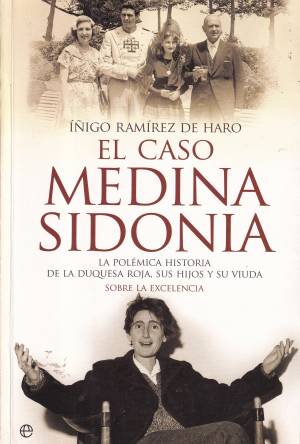 ÍÑIGO RAMÍREZ DE HARO
EL CASO
MEDINA
SIDONIA
LA POLÉMICA HISTORIA
DE LA DUQUESA ROJA, SUS HIJOS Y SU VIUDA
SOBRE LA EXCELENCIA
e